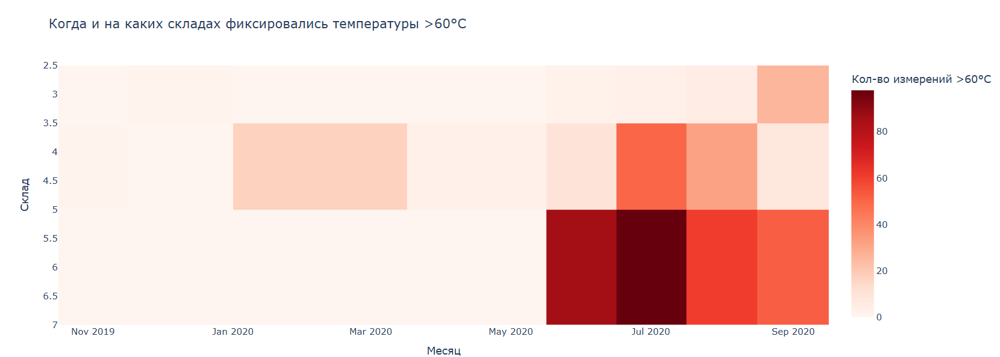 Когда и на каких складах фиксировались температуры >60°C
Кол-во измерений >60°C
2.5
3
3.5
4
4.5
5
5.5
6
6.5
7
Склад
80
60
40
20
0
Nov 2019
Jan 2020
Mar 2020
May 2020
Jul 2020
Sep 2020
Месяц